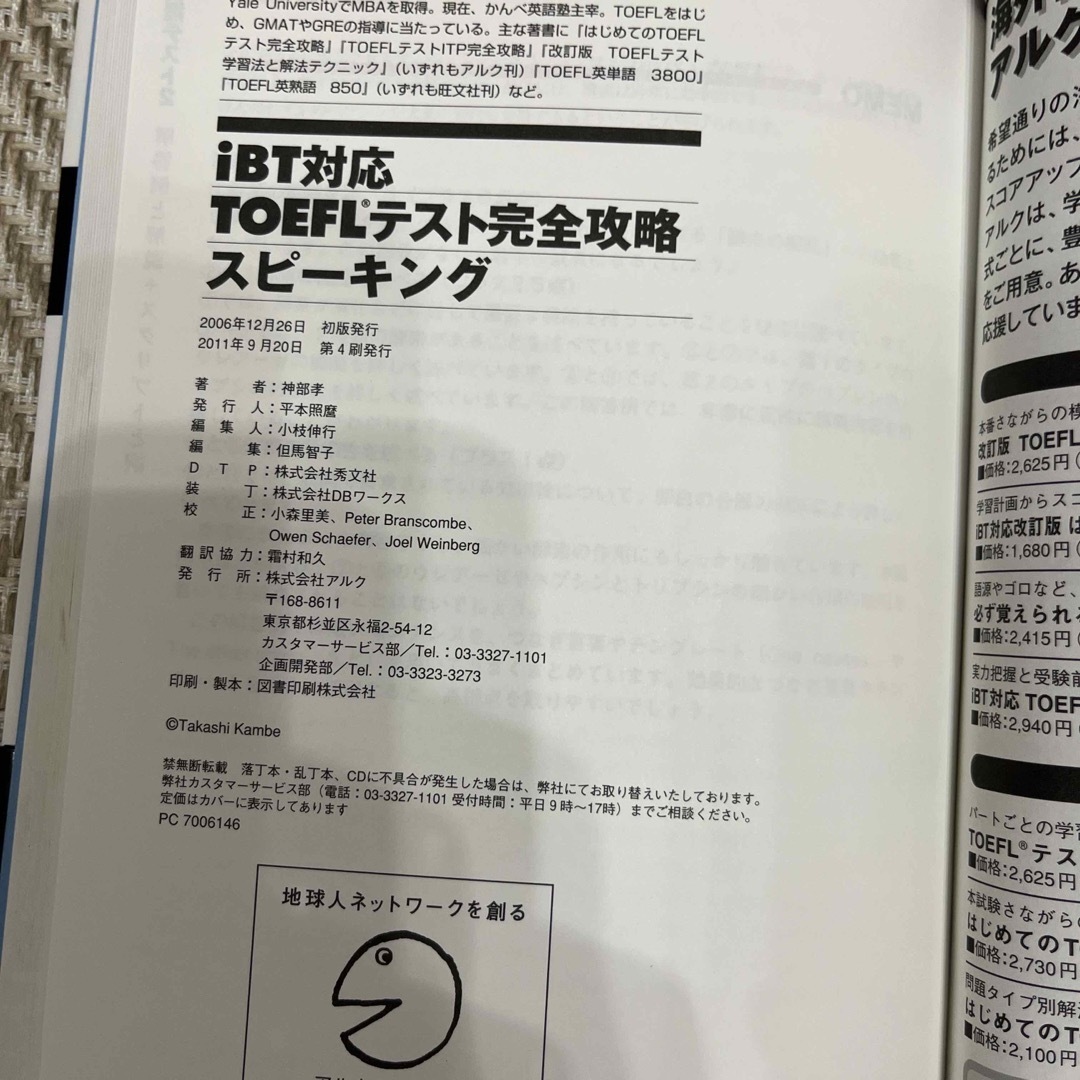 Yale UniversityでMBAを取得。現在、かんべ英語塾主宰。TOEFLをはじ
め、GMATやGREの指導に当たっている。主な著書に『はじめてのTOEFL
テスト完全攻略』『TOEFLテストITP完全攻略』『改訂版　TOEFLテスト
学習法と解法テクニック』（いずれもアルク刊）『TOEFL英単語　3800』
『TOEFL英熟語　850』（いずれも旺文社刊）など。
iBT対応
TOEFL®テスト完全攻略
スピーキング
2006年12月26日　初版発行
2011年９月20日　第４刷発行
著者：神部孝
発行人：平本照麿
編集人：小枝伸行
編集：但馬智子
ＤＴＰ：株式会社秀文社
装丁：株式会社DBワークス
校正：小森里美、Peter Branscombe、
Owen Schaefer、Joel Weinberg
翻訳協力：霜村和久
発行所：株式会社アルク
〒168-8611
東京都杉並区永福2-54-12
カスタマーサービス部／Tel.：03-3327-1101
企画開発部／Tel.：03-3323-3273
印刷・製本：図書印刷株式会社
©Takashi Kambe
禁無断転載　落丁本・乱丁本、CDに不具合が発生した場合は、弊社にてお取り替えいたしております。
弊社カスタマーサービス部（電話：03-3327-1101 受付時間：平日９時〜17時）までご相談ください。
定価はカバーに表示してあります
PC 7006146
地球人ネットワークを創る
海外
アルク
希望通りの
るためには、
スコアアップ
アルクは、学
式ごとに、豊
をご用意。あ
応援していま
本番さながらの模
改訂版 TOEFL
■価格：2,625円（
学習計画からスコ
iBT対応改訂版 は
■価格：1,680円（
語源やゴロなど、
必ず覚えられる
■価格：2,415円（
実力把握と受験前
iBT対応 TOEF
■価格：2,940円（
パートごとの学習
TOEFL®テス
■価格：2,625円
本試験さながらの
はじめてのT
■価格：2,730円
問題タイプ別解法
はじめてのT
■価格：2,100円